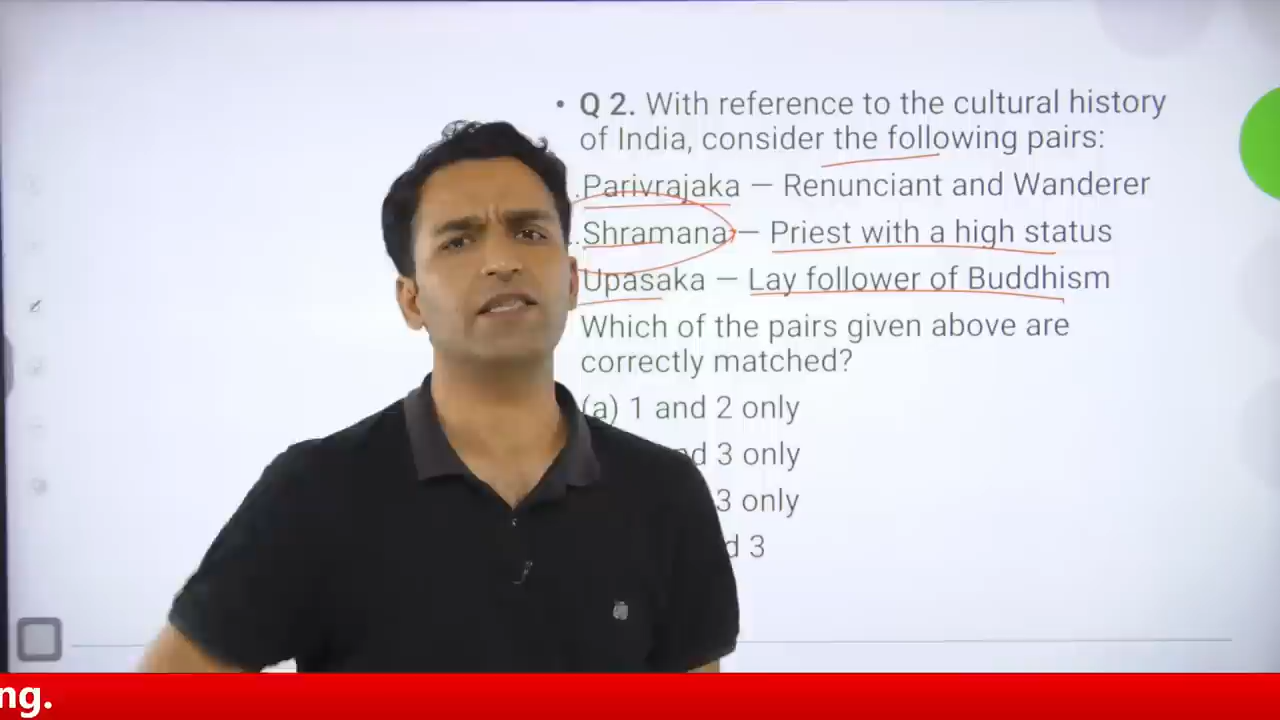 • Q 2. With reference to the cultural history
of India, consider the following pairs:
Parivrajaka — Renunciant and Wanderer
Shramana — Priest with a high status
Upasaka — Lay follower of Buddhism
Which of the pairs given above are
correctly matched?
(a) 1 and 2 only
3 only
3 only
3
ng.